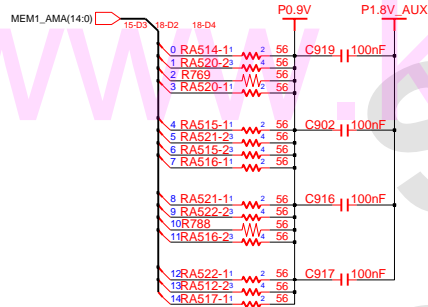 P0.9V P1.8V_AUX
MEM1_AMA(14:0)
15-D3 18-D2 18-D4
0 RA514-1 1 2 56 C919 100nF
1 RA520-2 3 4 56
2 R769 56
3 RA520-1 1 2 56
4 RA515-1 1 2 56 C902 100nF
5 RA521-2 3 4 56
6 RA515-2 3 4 56
7 RA516-1 1 2 56
8 RA521-1 1 2 56 C916 100nF
9 RA522-2 3 4 56
10 R788 56
11 RA516-2 3 4 56
12 RA522-1 1 2 56 C917 100nF
13 RA512-2 3 4 56
14 RA517-1 1 2 56
www.k